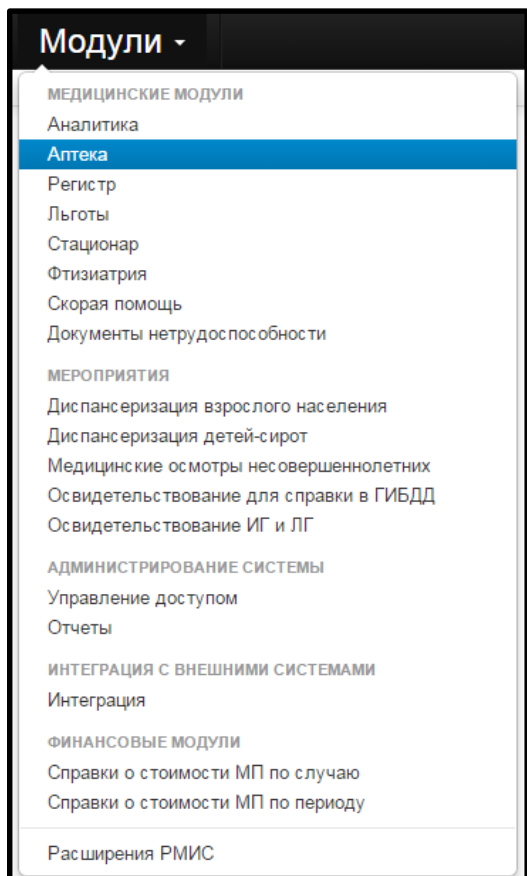 Модули
МЕДИЦИНСКИЕ МОДУЛИ
Аналитика
Аптека
Регистр
Льготы
Стационар
Фтизиатрия
Скорая помощь
Документы нетрудоспособности
МЕРОПРИЯТИЯ
Диспансеризация взрослого населения
Диспансеризация детей-сирот
Медицинские осмотры несовершеннолетних
Освидетельствование для справки в ГИБДД
Освидетельствование ИГ и ЛГ
АДМИНИСТРИРОВАНИЕ СИСТЕМЫ
Управление доступом
Отчеты
ИНТЕГРАЦИЯ С ВНЕШНИМИ СИСТЕМАМИ
Интеграция
ФИНАНСОВЫЕ МОДУЛИ
Справки о стоимости МП по случаю
Справки о стоимости МП по периоду
Расширения РМИС